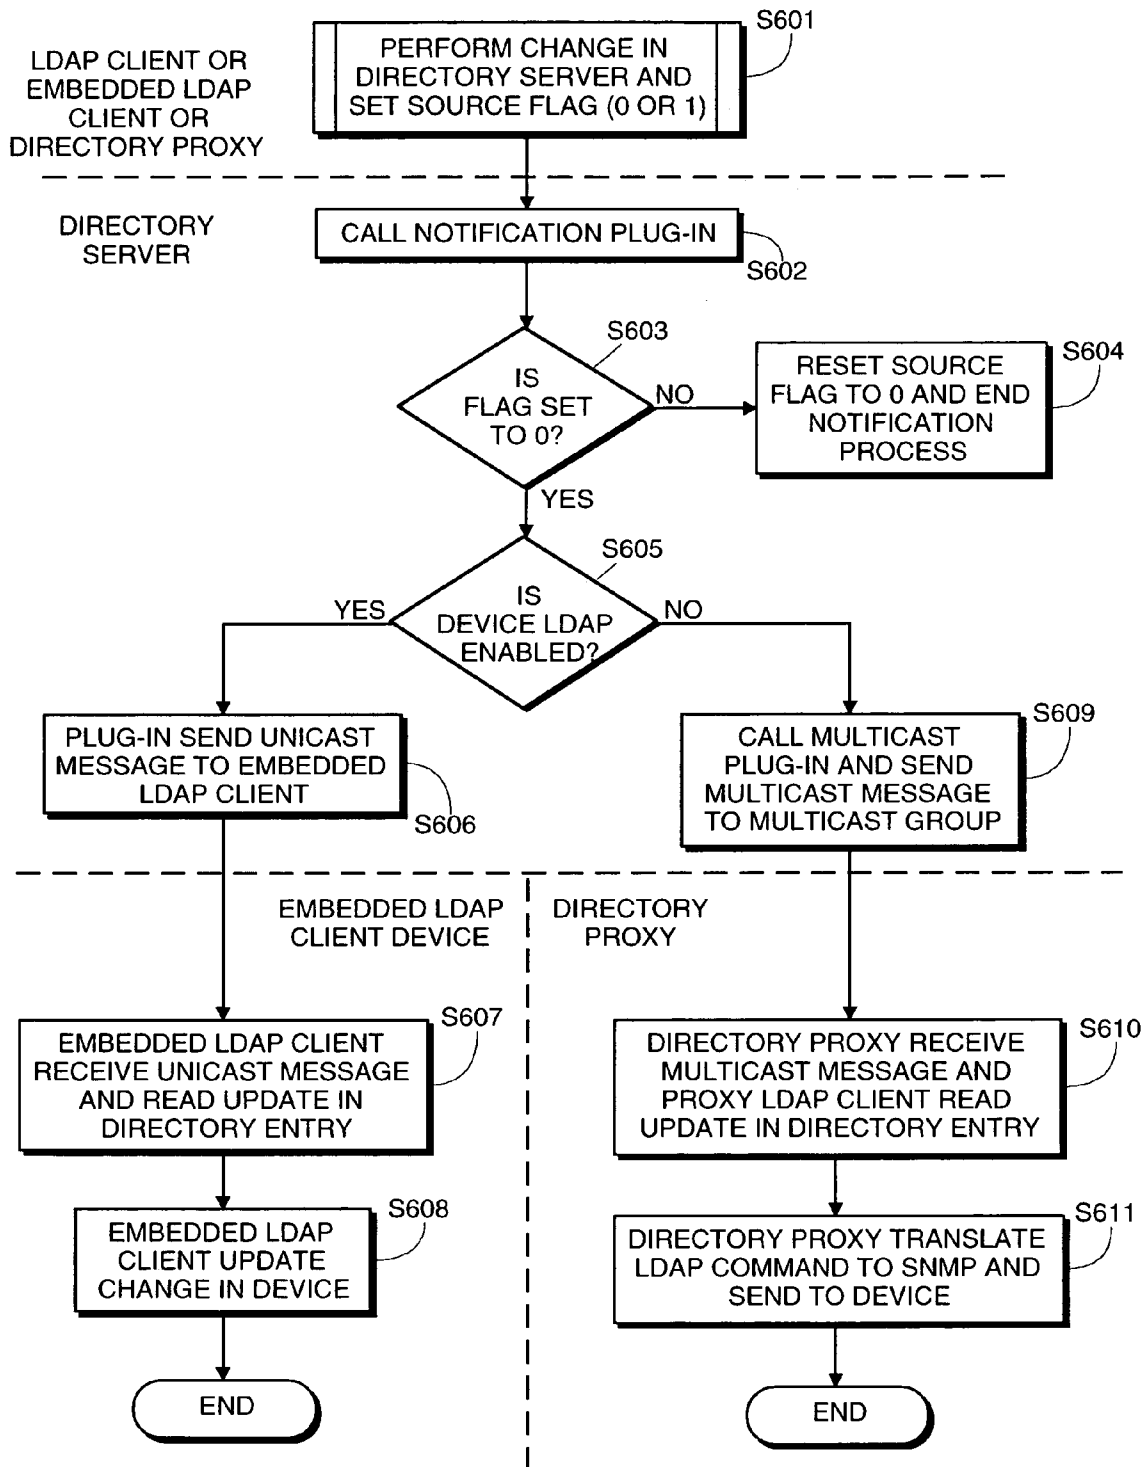 S601
LDAP CLIENT OR
EMBEDDED LDAP
CLIENT OR
DIRECTORY PROXY
PERFORM CHANGE IN
DIRECTORY SERVER AND
SET SOURCE FLAG (0 OR 1)
DIRECTORY
SERVER
CALL NOTIFICATION PLUG-IN
S602
S603
IS
FLAG SET
TO 0?
NO
YES
S604
RESET SOURCE
FLAG TO 0 AND END
NOTIFICATION
PROCESS
S605
IS
DEVICE LDAP
ENABLED?
YES
NO
PLUG-IN SEND UNICAST
MESSAGE TO EMBEDDED
LDAP CLIENT
S606
S609
CALL MULTICAST
PLUG-IN AND SEND
MULTICAST MESSAGE
TO MULTICAST GROUP
EMBEDDED LDAP
CLIENT DEVICE
DIRECTORY
PROXY
S607
EMBEDDED LDAP CLIENT
RECEIVE UNICAST MESSAGE
AND READ UPDATE IN
DIRECTORY ENTRY
S610
DIRECTORY PROXY RECEIVE
MULTICAST MESSAGE AND
PROXY LDAP CLIENT READ
UPDATE IN DIRECTORY ENTRY
S608
EMBEDDED LDAP
CLIENT UPDATE
CHANGE IN DEVICE
S611
DIRECTORY PROXY TRANSLATE
LDAP COMMAND TO SNMP AND
SEND TO DEVICE
END
END